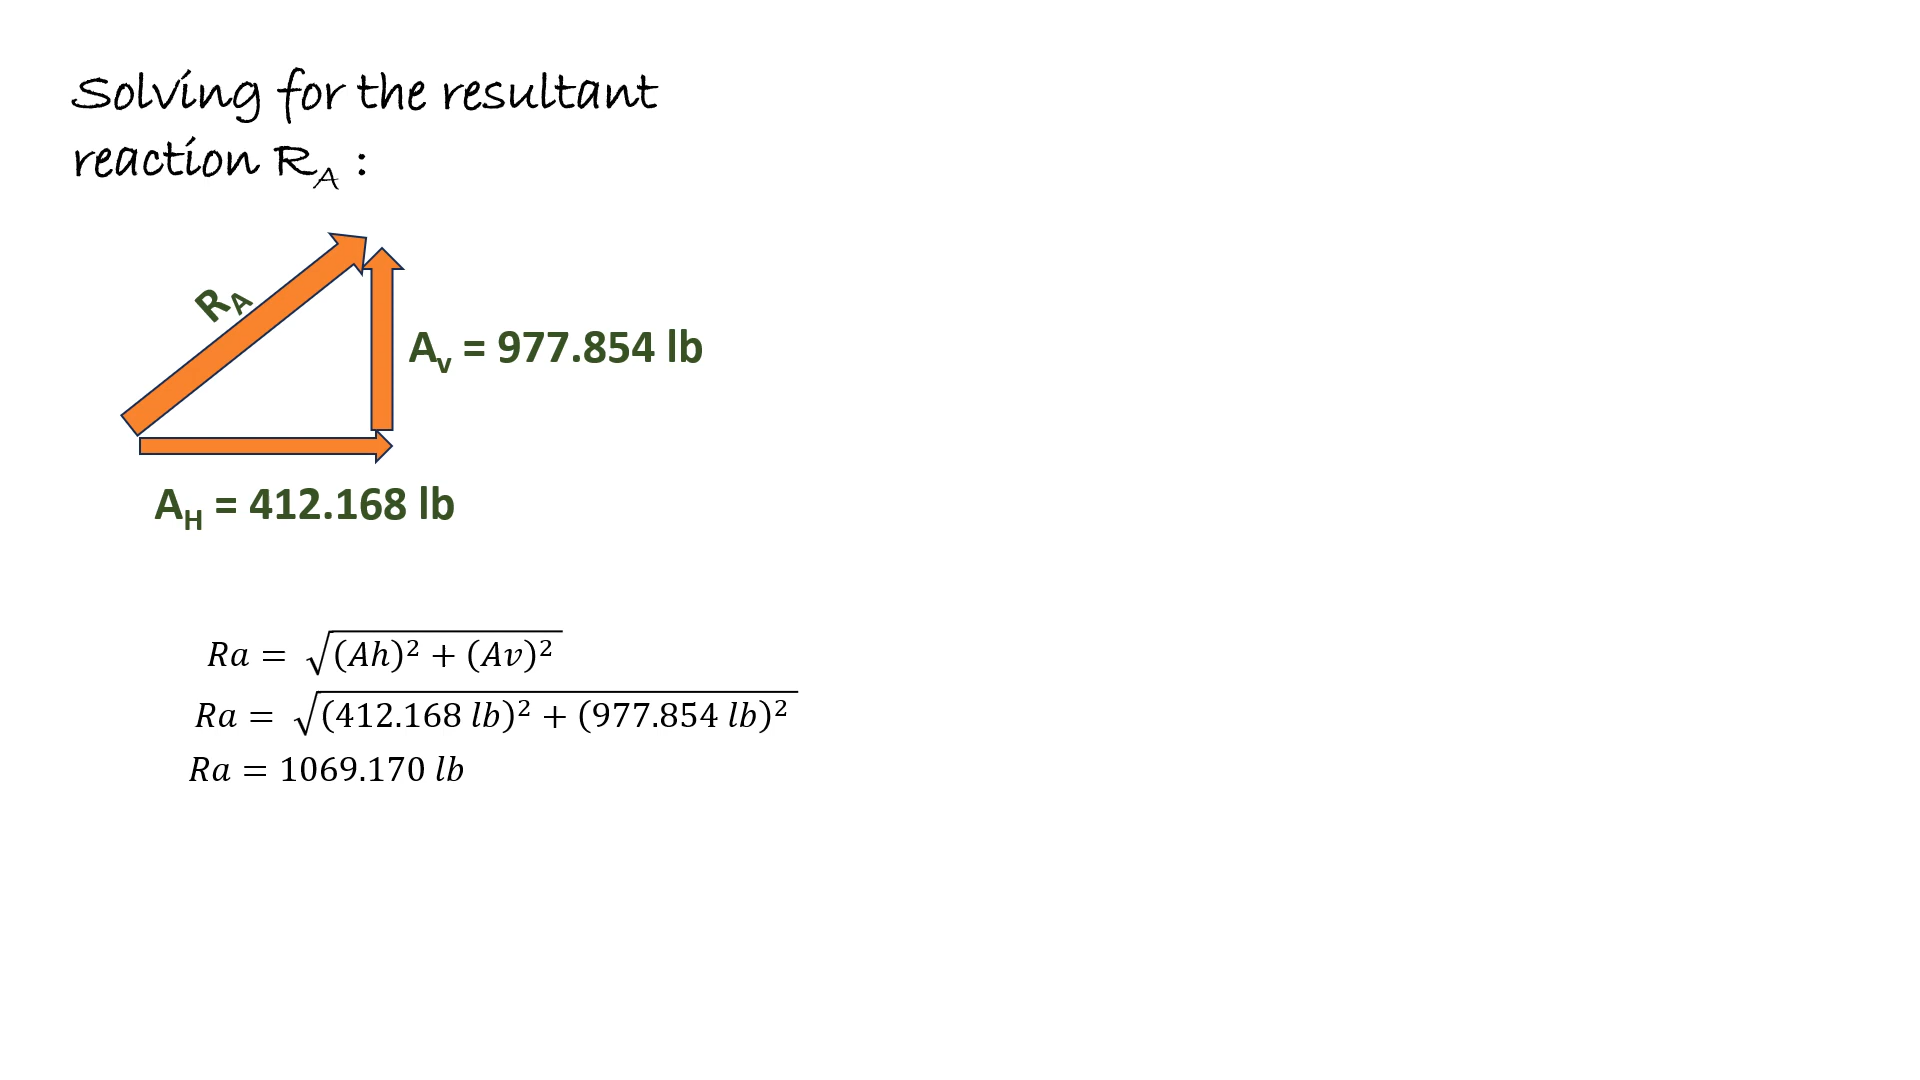 Solving for the resultant
reaction R_A :
R_A
A_v = 977.854 lb
A_H = 412.168 lb
Ra = √((Ah)² + (Av)²)
Ra = √((412.168 lb)² + (977.854 lb)²)
Ra = 1069.170 lb